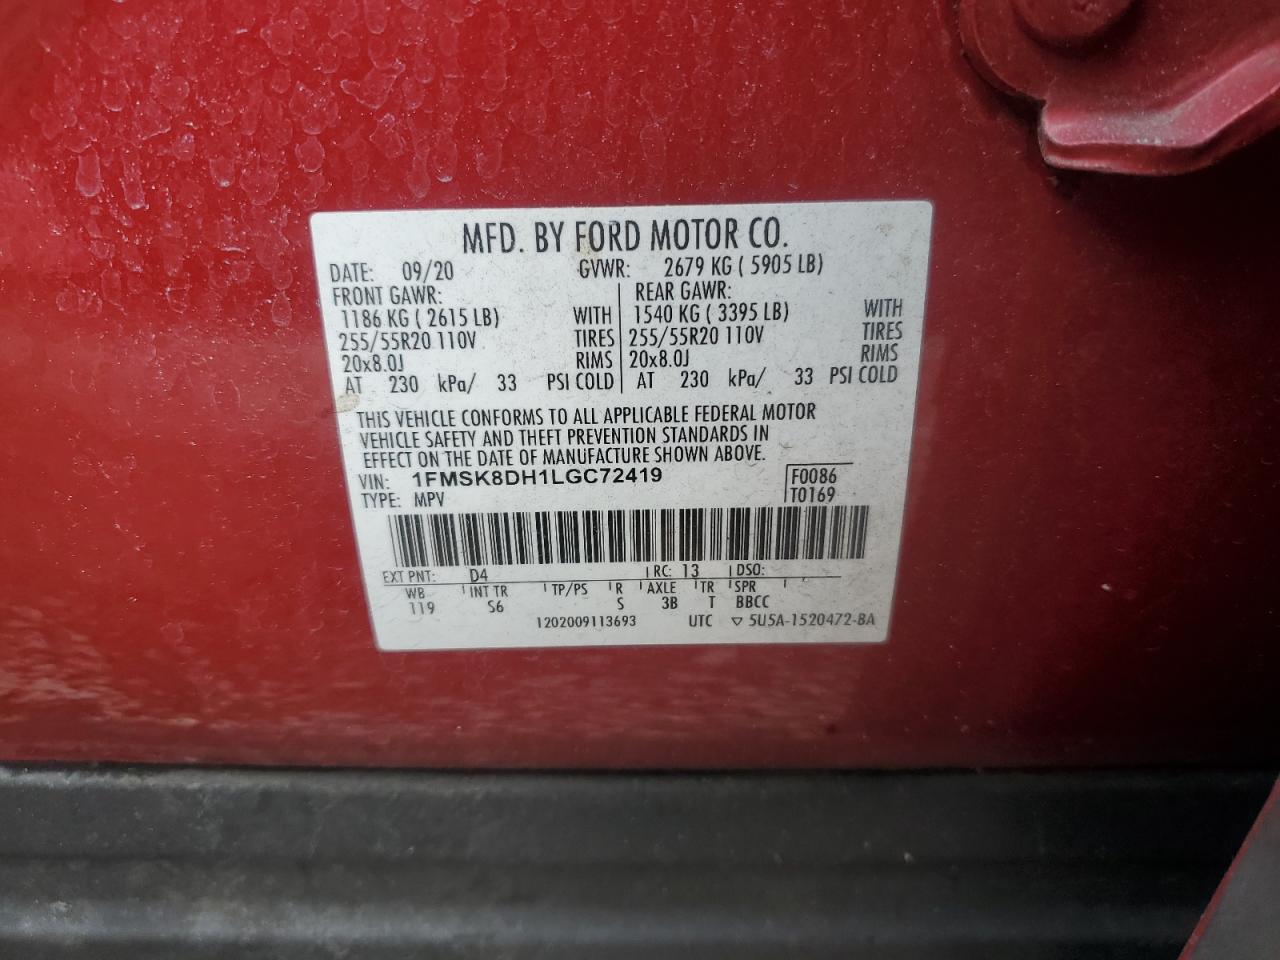 MFD. BY FORD MOTOR CO.
DATE: 09/20 GVWR: 2679 KG ( 5905 LB)
FRONT GAWR: REAR GAWR:
1186 KG ( 2615 LB) WITH 1540 KG ( 3395 LB) WITH
255/55R20 110V TIRES 255/55R20 110V TIRES
20x8.0J RIMS 20x8.0J RIMS
AT 230 kPa/ 33 PSI COLD AT 230 kPa/ 33 PSI COLD
THIS VEHICLE CONFORMS TO ALL APPLICABLE FEDERAL MOTOR
VEHICLE SAFETY AND THEFT PREVENTION STANDARDS IN
EFFECT ON THE DATE OF MANUFACTURE SHOWN ABOVE.
VIN: 1FMSK8DH1LGC72419 F0086
TYPE: MPV T0169
EXT PNT: D4 RC: 13 DSO:
WB INT TR TP/PS R AXLE TR SPR
119 S6 S 3B T BBCC
1202009113693 UTC ▽ 5U5A-1520472-BA